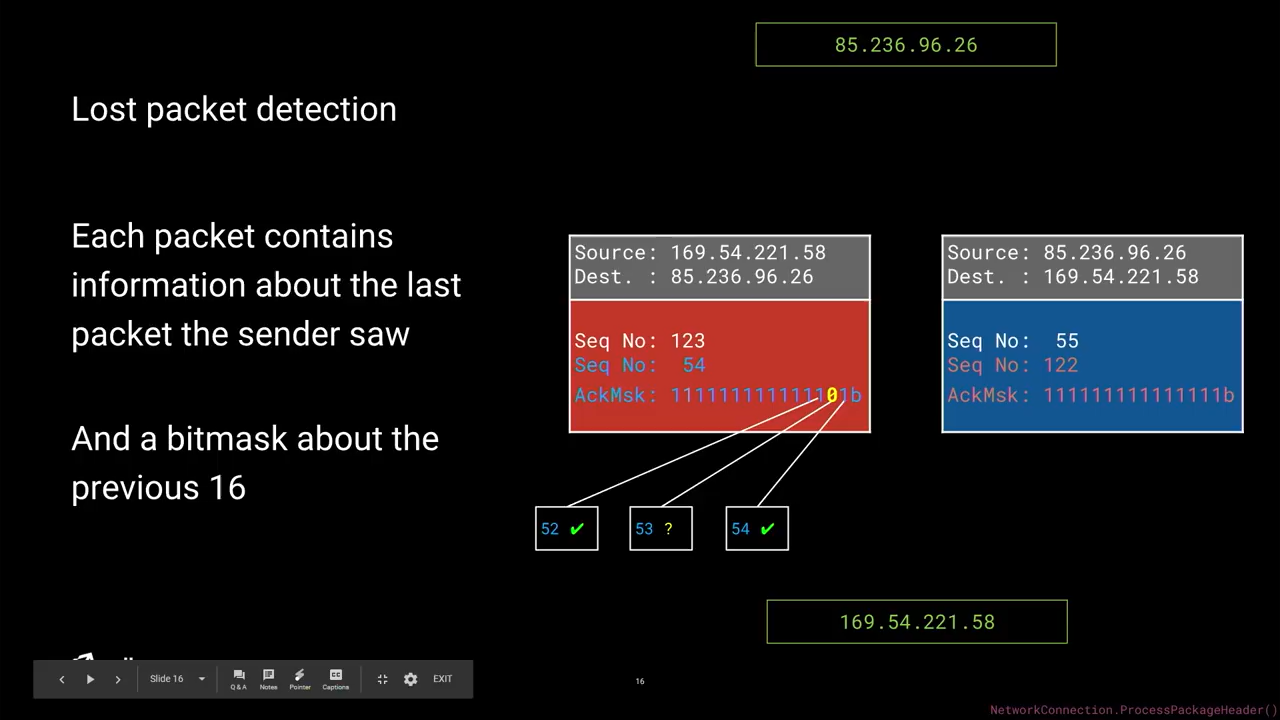 85.236.96.26
Lost packet detection
Each packet contains
information about the last
packet the sender saw
And a bitmask about the
previous 16
Source: 169.54.221.58
Dest. : 85.236.96.26
Seq No: 123
Seq No: 54
AckMsk: 1111111111111101b
Source: 85.236.96.26
Dest. : 169.54.221.58
Seq No: 55
Seq No: 122
AckMsk: 1111111111111111b
52 ✔
53 ?
54 ✔
169.54.221.58
Slide 16
Q & A
Notes
Pointer
CC
Captions
EXIT
16
NetworkConnection.ProcessPackageHeader()